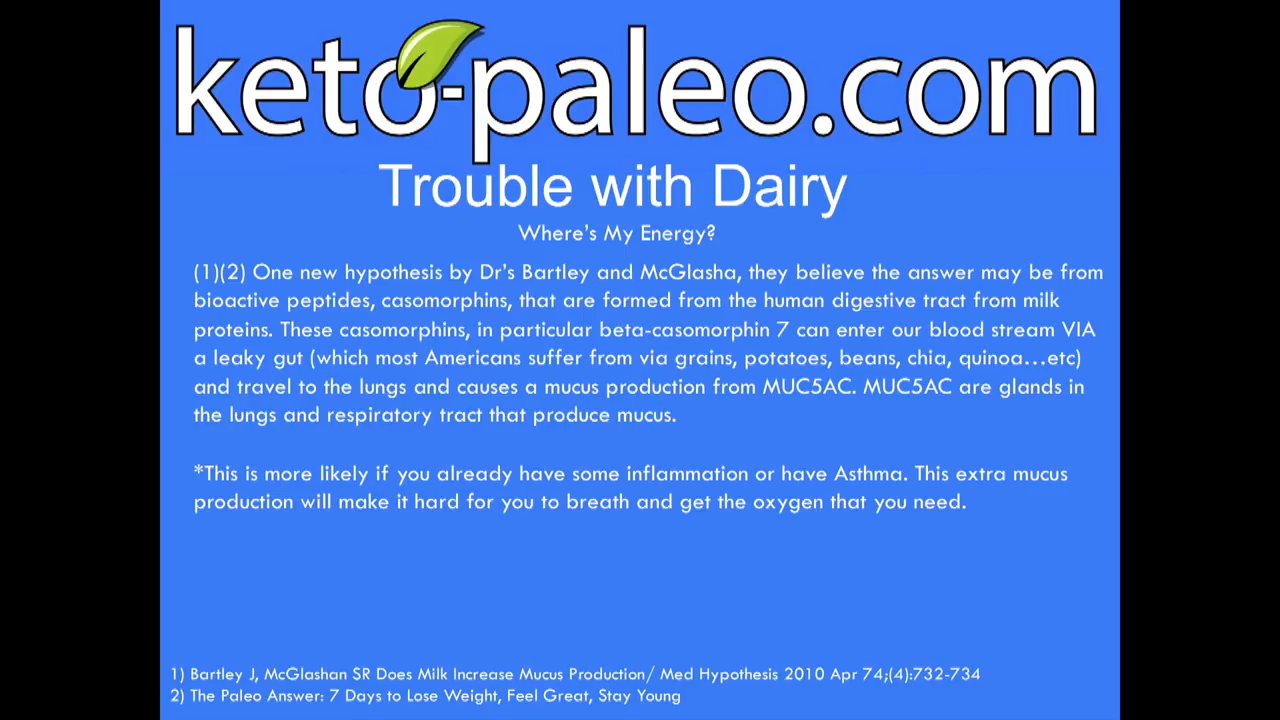 keto-paleo.com
Trouble with Dairy
Where's My Energy?
(1)(2) One new hypothesis by Dr's Bartley and McGlasha, they believe the answer may be from
bioactive peptides, casomorphins, that are formed from the human digestive tract from milk
proteins. These casomorphins, in particular beta-casomorphin 7 can enter our blood stream VIA
a leaky gut (which most Americans suffer from via grains, potatoes, beans, chia, quinoa...etc)
and travel to the lungs and causes a mucus production from MUC5AC. MUC5AC are glands in
the lungs and respiratory tract that produce mucus.
*This is more likely if you already have some inflammation or have Asthma. This extra mucus
production will make it hard for you to breath and get the oxygen that you need.
1) Bartley J, McGlashan SR Does Milk Increase Mucus Production/ Med Hypothesis 2010 Apr 74;(4):732-734
2) The Paleo Answer: 7 Days to Lose Weight, Feel Great, Stay Young